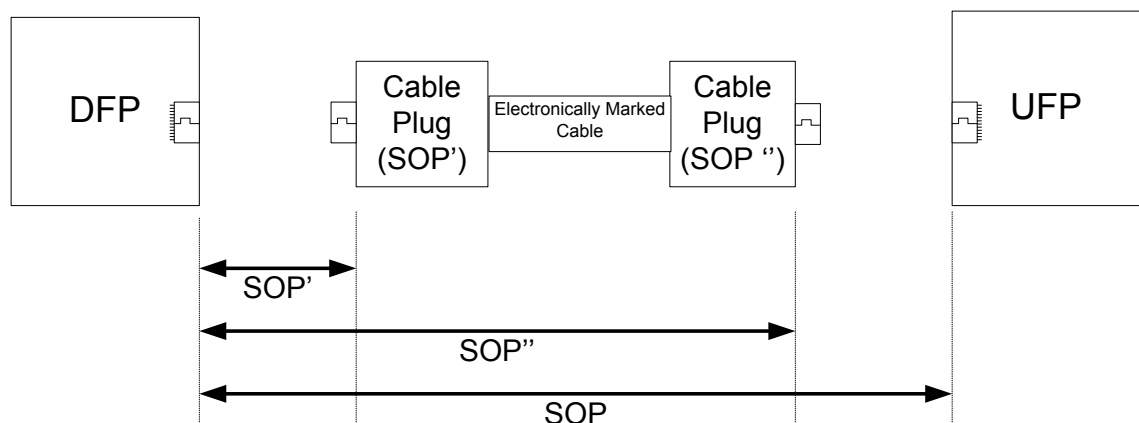 DFP
Cable
Plug
(SOP’)
Electronically Marked
Cable
Cable
Plug
(SOP ‘’)
UFP
SOP’
SOP’’
SOP